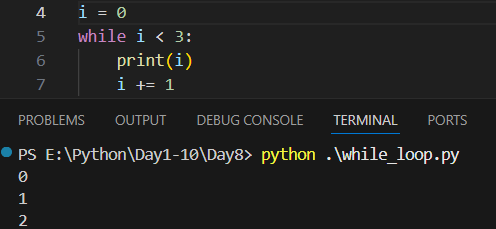 4 i = 0
5 while i < 3:
6     print(i)
7     i += 1
PROBLEMS OUTPUT DEBUG CONSOLE TERMINAL PORTS
PS E:\Python\Day1-10\Day8> python .\while_loop.py
0
1
2